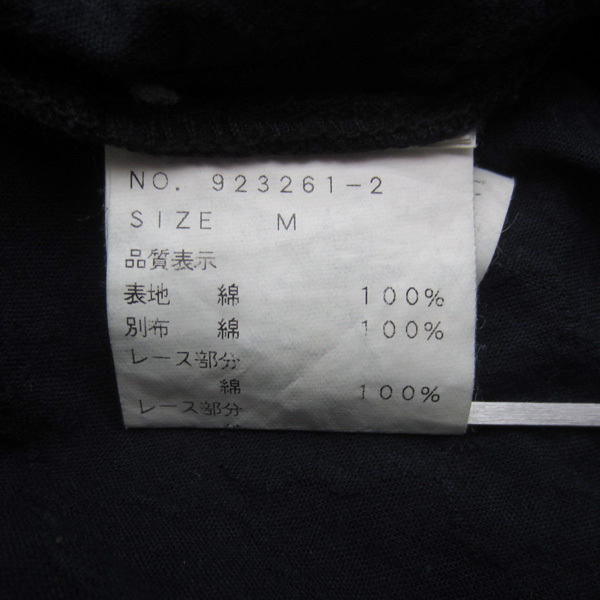 NO. 923261-2
SIZE M
品質表示
表地 綿 100%
別布 綿 100%
レース部分
綿 100%
レース部分